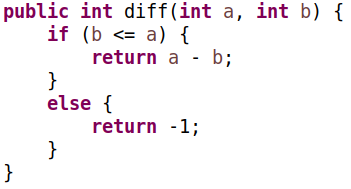 public int diff(int a, int b) {
    if (b <= a) {
        return a - b;
    }
    else {
        return -1;
    }
}